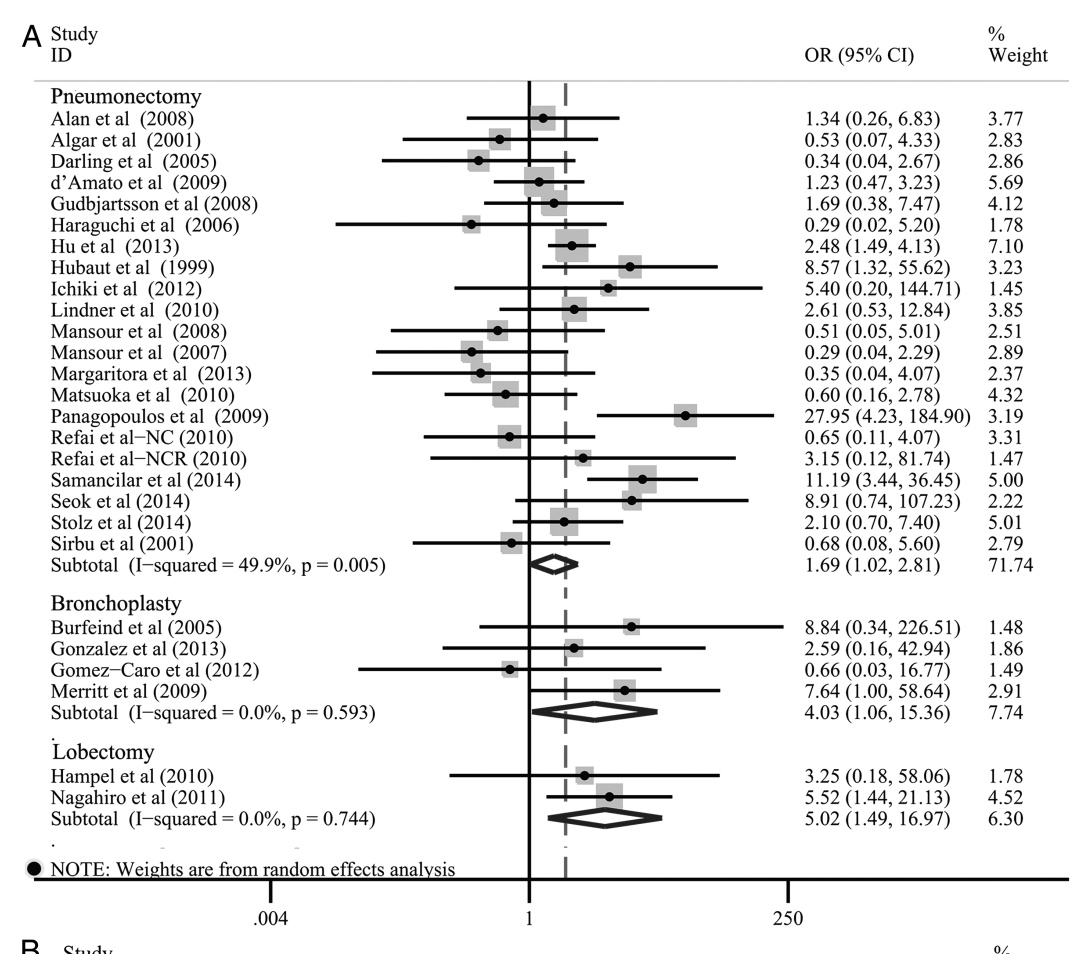 A Study %
ID OR (95% CI) Weight
Pneumonectomy
Alan et al (2008) 1.34 (0.26, 6.83) 3.77
Algar et al (2001) 0.53 (0.07, 4.33) 2.83
Darling et al (2005) 0.34 (0.04, 2.67) 2.86
d'Amato et al (2009) 1.23 (0.47, 3.23) 5.69
Gudbjartsson et al (2008) 1.69 (0.38, 7.47) 4.12
Haraguchi et al (2006) 0.29 (0.02, 5.20) 1.78
Hu et al (2013) 2.48 (1.49, 4.13) 7.10
Hubaut et al (1999) 8.57 (1.32, 55.62) 3.23
Ichiki et al (2012) 5.40 (0.20, 144.71) 1.45
Lindner et al (2010) 2.61 (0.53, 12.84) 3.85
Mansour et al (2008) 0.51 (0.05, 5.01) 2.51
Mansour et al (2007) 0.29 (0.04, 2.29) 2.89
Margaritora et al (2013) 0.35 (0.04, 4.07) 2.37
Matsuoka et al (2010) 0.60 (0.16, 2.78) 4.32
Panagopoulos et al (2009) 27.95 (4.23, 184.90) 3.19
Refai et al−NC (2010) 0.65 (0.11, 4.07) 3.31
Refai et al−NCR (2010) 3.15 (0.12, 81.74) 1.47
Samancilar et al (2014) 11.19 (3.44, 36.45) 5.00
Seok et al (2014) 8.91 (0.74, 107.23) 2.22
Stolz et al (2014) 2.10 (0.70, 7.40) 5.01
Sirbu et al (2001) 0.68 (0.08, 5.60) 2.79
Subtotal (I−squared = 49.9%, p = 0.005) 1.69 (1.02, 2.81) 71.74
Bronchoplasty
Burfeind et al (2005) 8.84 (0.34, 226.51) 1.48
Gonzalez et al (2013) 2.59 (0.16, 42.94) 1.86
Gomez−Caro et al (2012) 0.66 (0.03, 16.77) 1.49
Merritt et al (2009) 7.64 (1.00, 58.64) 2.91
Subtotal (I−squared = 0.0%, p = 0.593) 4.03 (1.06, 15.36) 7.74
.
Lobectomy
Hampel et al (2010) 3.25 (0.18, 58.06) 1.78
Nagahiro et al (2011) 5.52 (1.44, 21.13) 4.52
Subtotal (I−squared = 0.0%, p = 0.744) 5.02 (1.49, 16.97) 6.30
.
NOTE: Weights are from random effects analysis
.004 1 250
B Study %